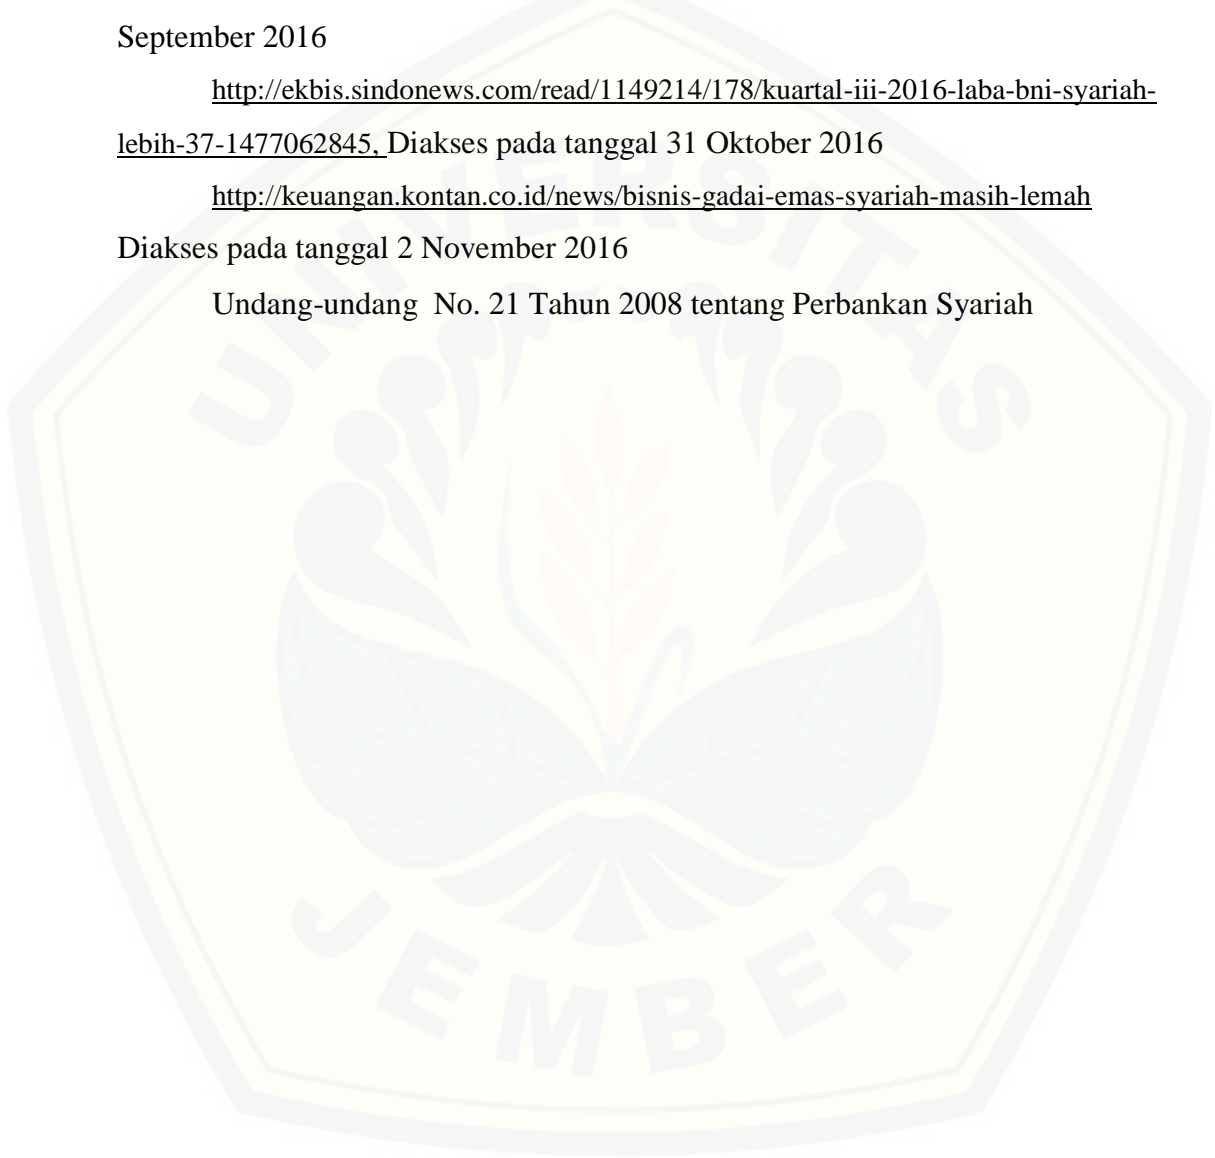 September 2016
http://ekbis.sindonews.com/read/1149214/178/kuartal-iii-2016-laba-bni-syariah-
lebih-37-1477062845, Diakses pada tanggal 31 Oktober 2016
http://keuangan.kontan.co.id/news/bisnis-gadai-emas-syariah-masih-lemah
Diakses pada tanggal 2 November 2016
Undang-undang  No. 21 Tahun 2008 tentang Perbankan Syariah
UNIVERSITAS
JEMBER